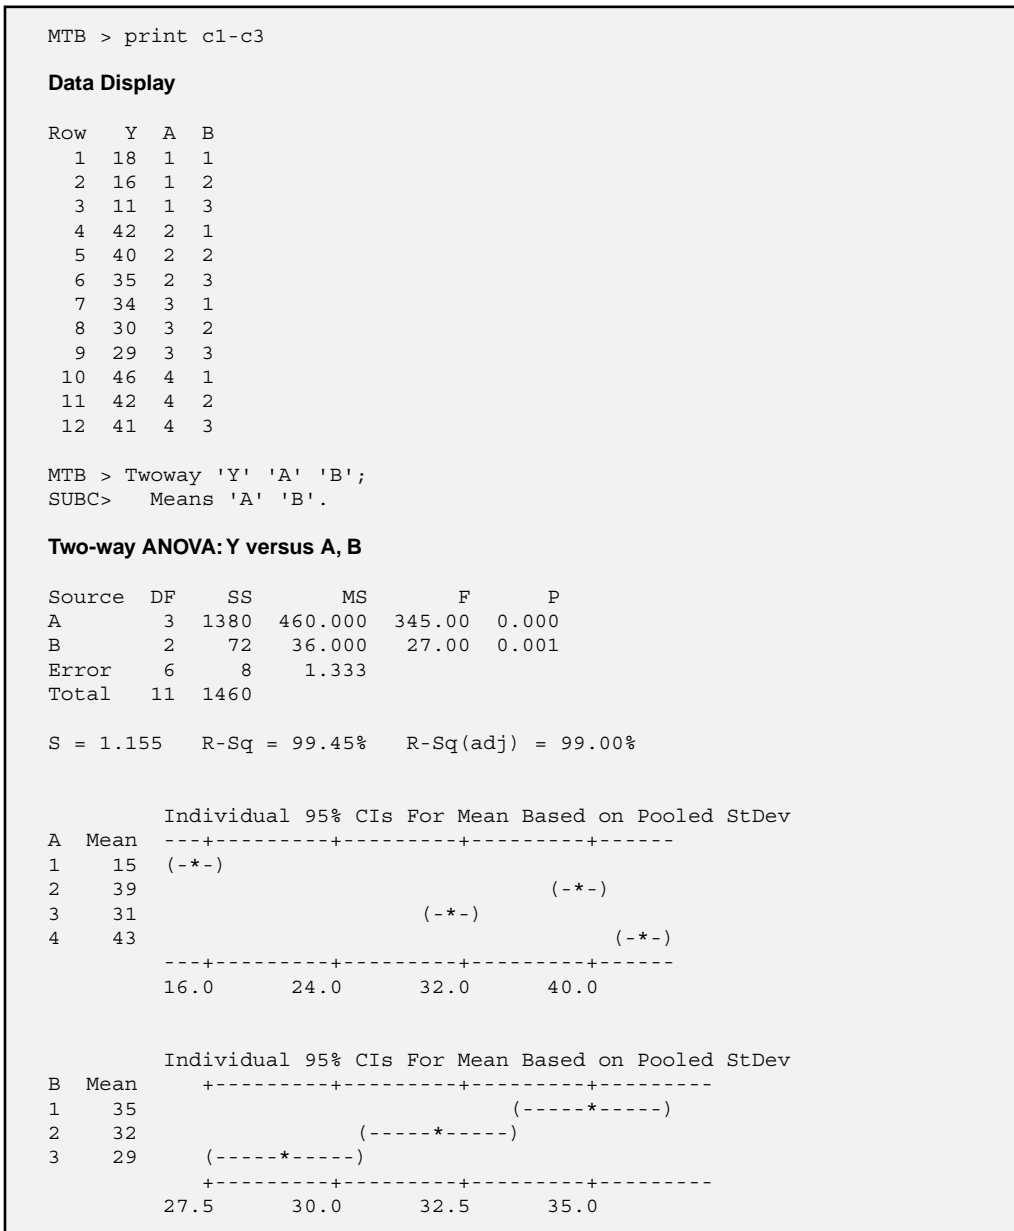 MTB > print c1-c3
Data Display
Row Y A B
1 18 1 1
2 16 1 2
3 11 1 3
4 42 2 1
5 40 2 2
6 35 2 3
7 34 3 1
8 30 3 2
9 29 3 3
10 46 4 1
11 42 4 2
12 41 4 3
MTB > Twoway 'Y' 'A' 'B';
SUBC> Means 'A' 'B'.
Two-way ANOVA: Y versus A, B
Source DF SS MS F P
A 3 1380 460.000 345.00 0.000
B 2 72 36.000 27.00 0.001
Error 6 8 1.333
Total 11 1460
S = 1.155 R-Sq = 99.45% R-Sq(adj) = 99.00%
Individual 95% CIs For Mean Based on Pooled StDev
A Mean ---+---------+---------+---------+------
1 15 (-*-)
2 39 (-*-)
3 31 (-*-)
4 43 (-*-)
---+---------+---------+---------+------
16.0 24.0 32.0 40.0
Individual 95% CIs For Mean Based on Pooled StDev
B Mean +---------+---------+---------+---------
1 35 (-----*-----)
2 32 (-----*-----)
3 29 (-----*-----)
+---------+---------+---------+---------
27.5 30.0 32.5 35.0